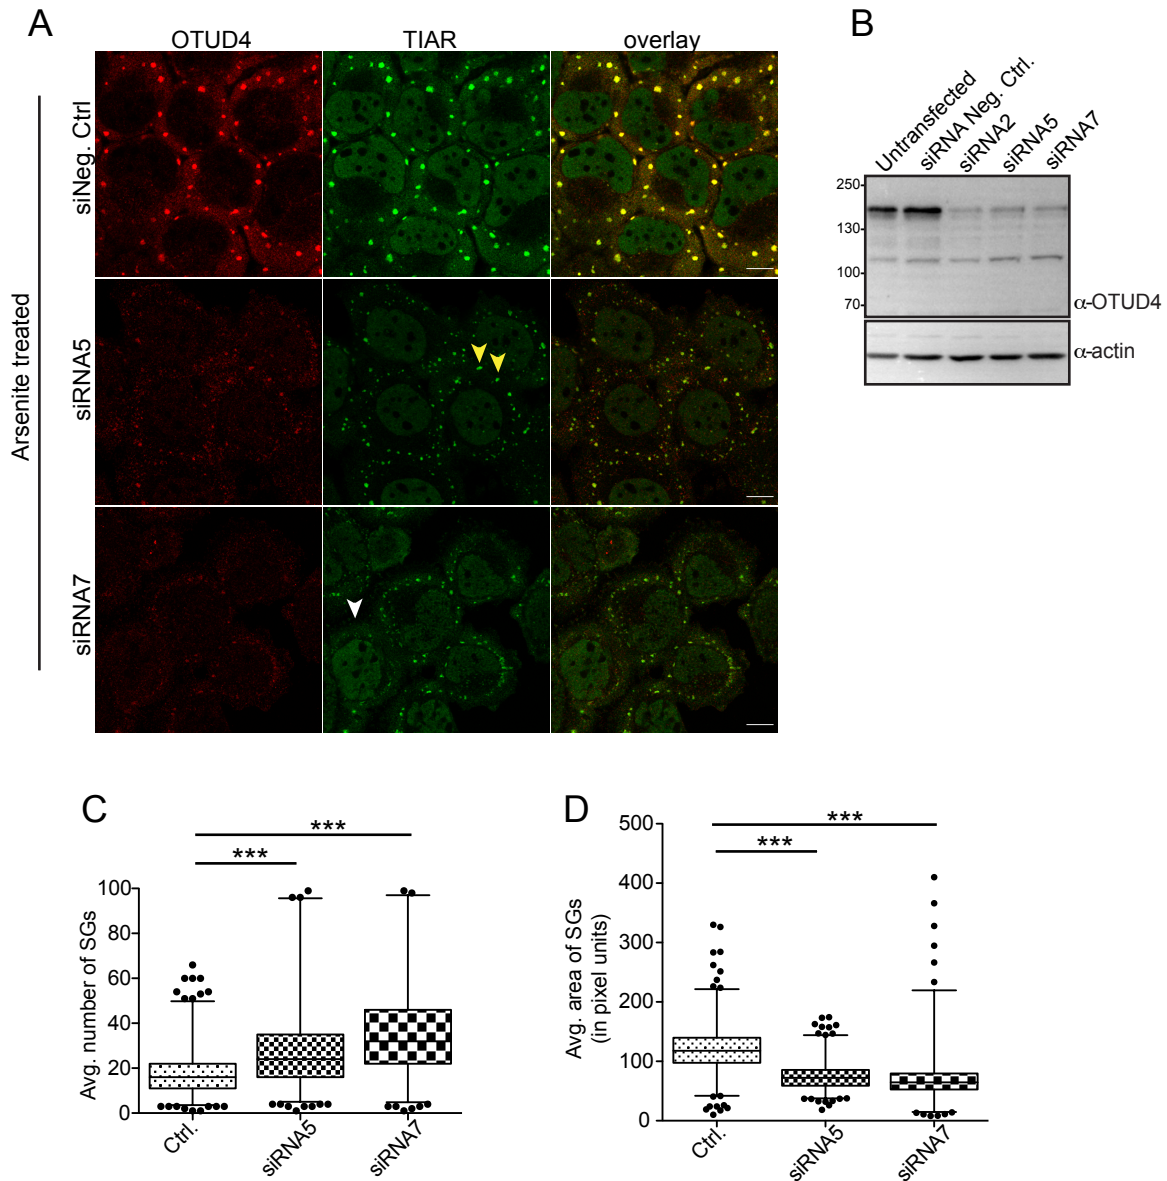 A
OTUD4 TIAR overlay
Arsenite treated
siNeg. Ctrl
siRNA5
siRNA7
B
Untransfected
siRNA Neg. Ctrl.
siRNA2
siRNA5
siRNA7
250
130
100
70
α-OTUD4
α-actin
C
***
***
Avg. number of SGs
100
80
60
40
20
0
Ctrl.
siRNA5
siRNA7
D
***
***
Avg. area of SGs
(in pixel units)
500
400
300
200
100
0
Ctrl.
siRNA5
siRNA7